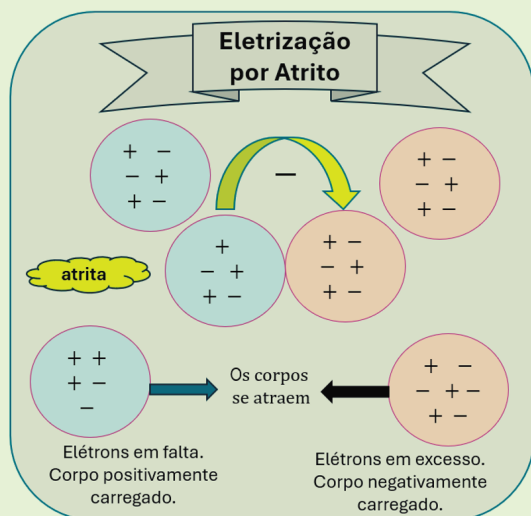 Eletrização
por Atrito
+ −
− +
+ −
−
+ −
− +
+ −
+
− +
+ −
+ −
− +
+ −
atrita
+ +
+ −
−
Os corpos
se atraem
+ −
− + −
+ −
Elétrons em falta.
Corpo positivamente
carregado.
Elétrons em excesso.
Corpo negativamente
carregado.